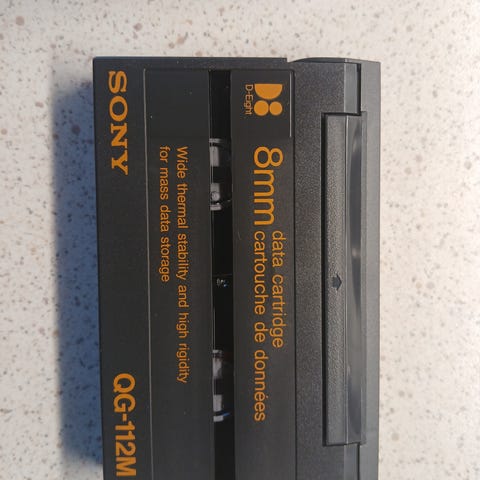 D-Eight
8mm data cartridge
cartouche de données
Wide thermal stability and high rigidity
for mass data storage
SONY
QG-112M